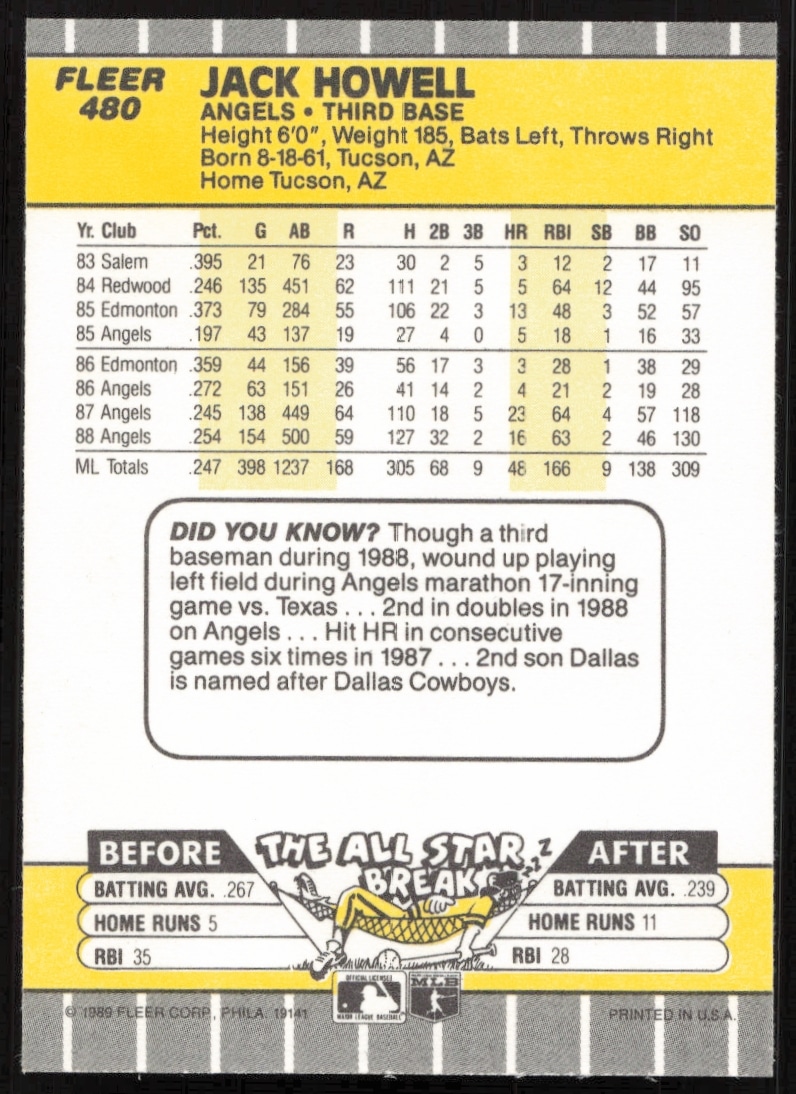 FLEER
480
JACK HOWELL
ANGELS • THIRD BASE
Height 6'0", Weight 185, Bats Left, Throws Right
Born 8-18-61, Tucson, AZ
Home Tucson, AZ
Yr. Club Pct. G AB R H 2B 3B HR RBI SB BB SO
83 Salem .395 21 76 23 30 2 5 3 12 2 17 11
84 Redwood .246 135 451 62 111 21 5 5 64 12 44 95
85 Edmonton .373 79 284 55 106 22 3 13 48 3 52 57
85 Angels .197 43 137 19 27 4 0 5 18 1 16 33
86 Edmonton .359 44 156 39 56 17 3 3 28 1 38 29
86 Angels .272 63 151 26 41 14 2 4 21 2 19 28
87 Angels .245 138 449 64 110 18 5 23 64 4 57 118
88 Angels .254 154 500 59 127 32 2 16 63 2 46 130
ML Totals .247 398 1237 168 305 68 9 48 166 9 138 309
DID YOU KNOW? Though a third
baseman during 1988, wound up playing
left field during Angels marathon 17-inning
game vs. Texas . . . 2nd in doubles in 1988
on Angels . . . Hit HR in consecutive
games six times in 1987 . . . 2nd son Dallas
is named after Dallas Cowboys.
THE ALL STAR
BREAK
zzZ
BEFORE
BATTING AVG. .267
HOME RUNS 5
RBI 35
AFTER
BATTING AVG. .239
HOME RUNS 11
RBI 28
OFFICIAL LICENSEE
MAJOR LEAGUE BASEBALL
MLB
© 1989 FLEER CORP., PHILA. 19141
PRINTED IN U.S.A.